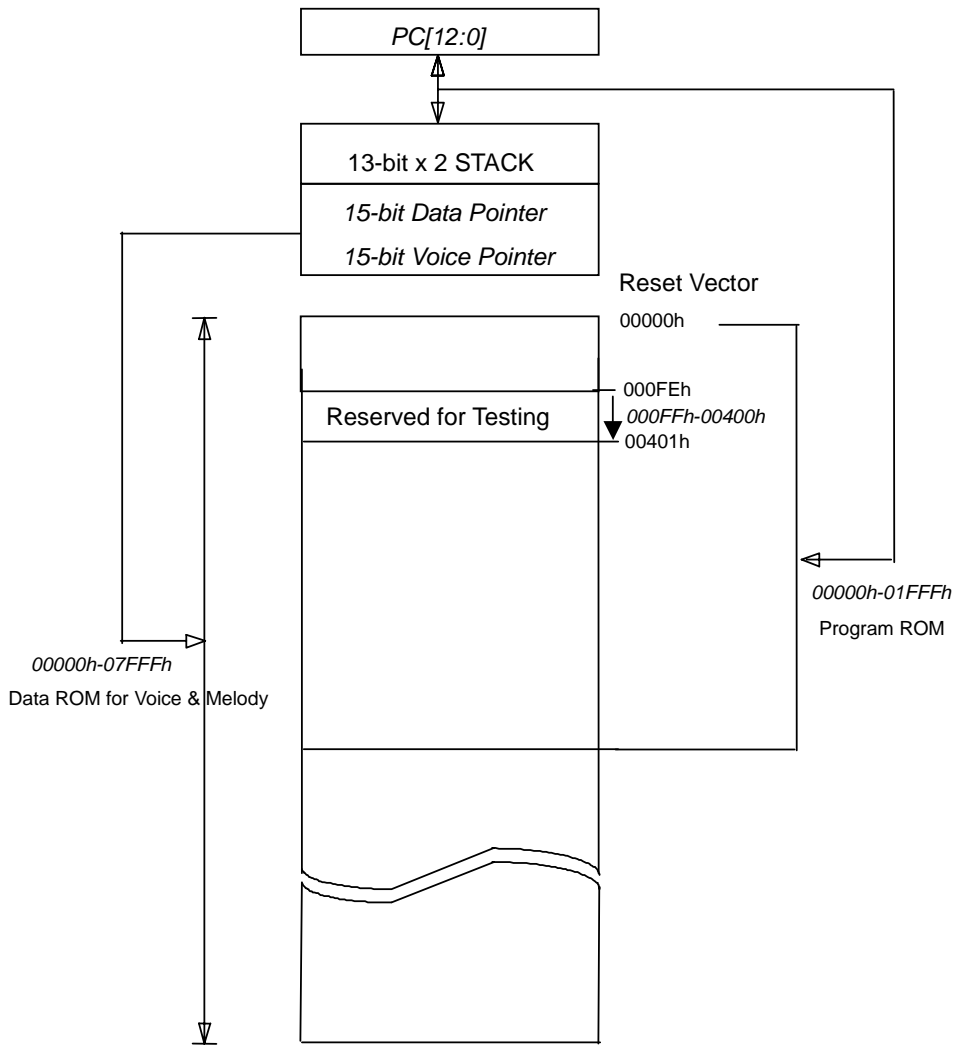 PC[12:0]
13-bit x 2 STACK
15-bit Data Pointer
15-bit Voice Pointer
Reset Vector
00000h
000FEh
Reserved for Testing
000FFh-00400h
00401h
00000h-01FFFh
Program ROM
00000h-07FFFh
Data ROM for Voice & Melody